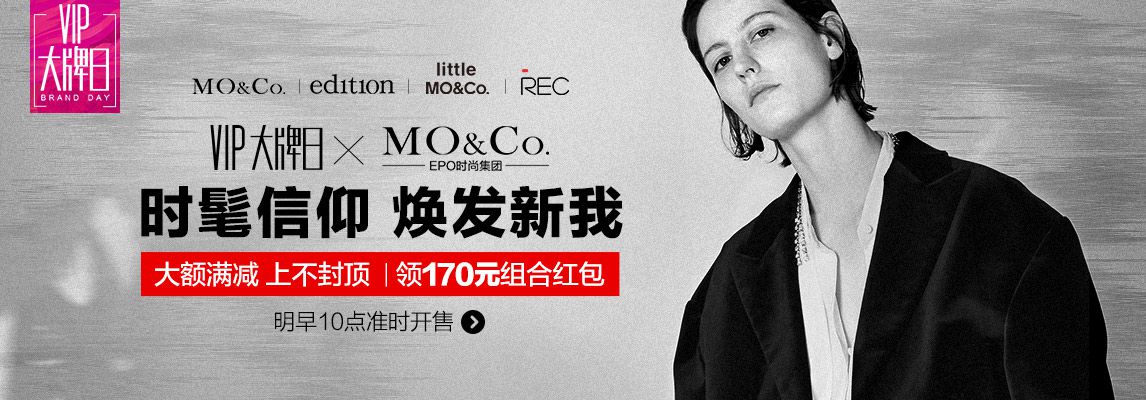 VIP
大牌日
BRAND DAY
MO&Co. | edition | little MO&Co. | REC
VIP大牌日×MO&Co.
EPO时尚集团
时髦信仰 焕发新我
大额满减 上不封顶 | 领170元组合红包
明早10点准时开售